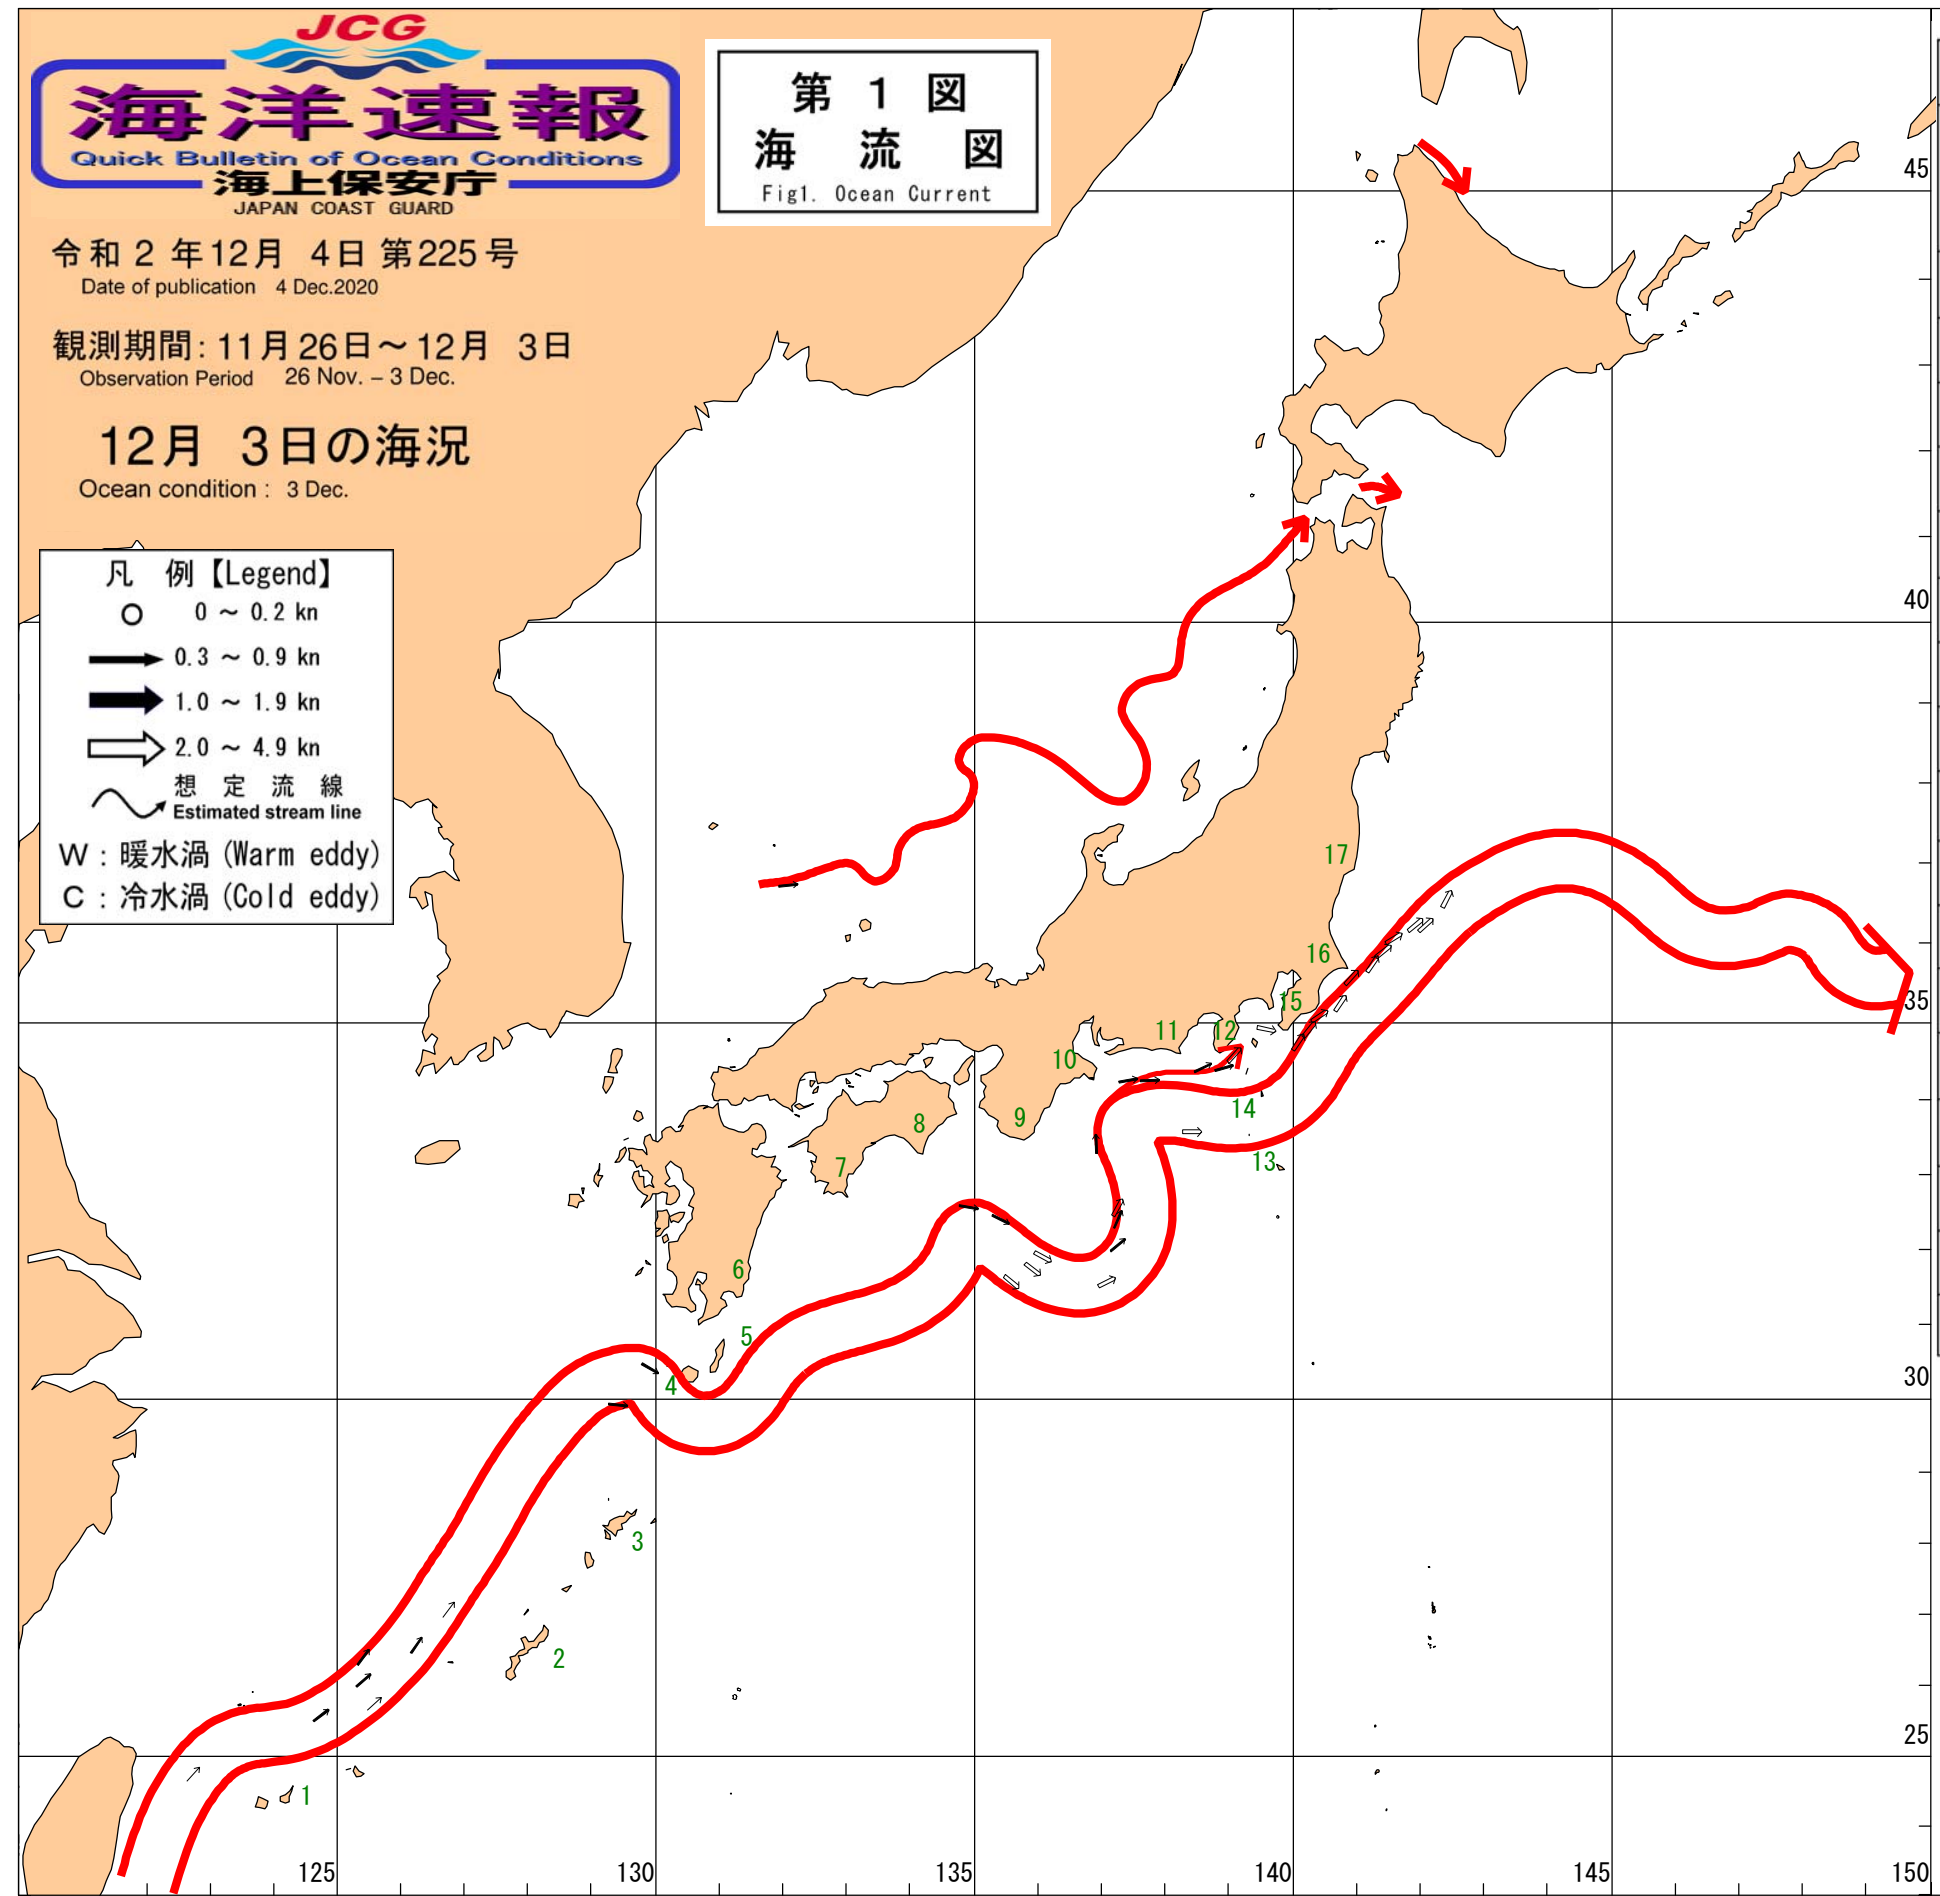 JCG
海洋速報
Quick Bulletin of Ocean Conditions
海上保安庁
JAPAN COAST GUARD
第 1 図
海 流 図
Fig1. Ocean Current
令和 2 年12月 4日 第225号
Date of publication 4 Dec.2020
観測期間: 11月26日～12月 3日
Observation Period 26 Nov. – 3 Dec.
12月 3日の海況
Ocean condition : 3 Dec.
凡 例【Legend】
0 ～ 0.2 kn
0.3 ～ 0.9 kn
1.0 ～ 1.9 kn
2.0 ～ 4.9 kn
想 定 流 線
Estimated stream line
W : 暖水渦 (Warm eddy)
C : 冷水渦 (Cold eddy)
45
40
17
16
35
15
12
11
10
14
9
8
13
7
6
5
30
4
3
2
25
1
125
130
135
140
145
150